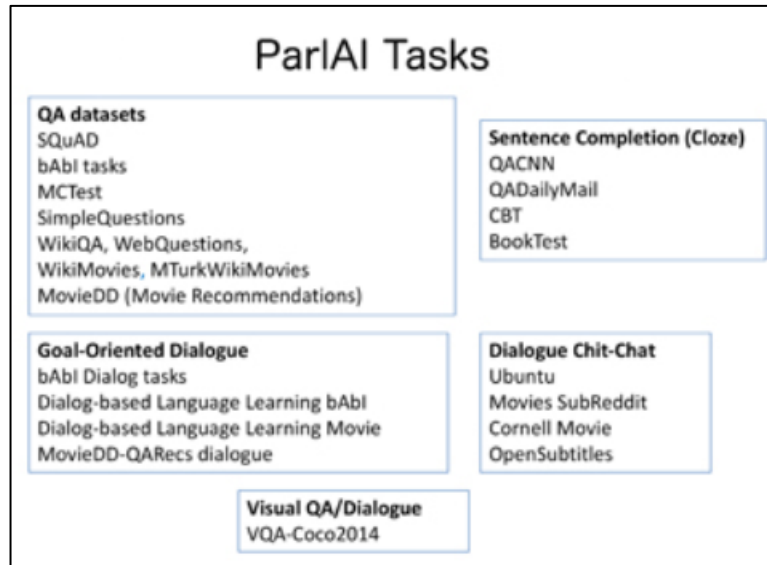 ParlAI Tasks
QA datasets
SQuAD
bAbI tasks
MCTest
SimpleQuestions
WikiQA, WebQuestions,
WikiMovies, MTurkWikiMovies
MovieDD (Movie Recommendations)
Sentence Completion (Cloze)
QACNN
QADailyMail
CBT
BookTest
Goal-Oriented Dialogue
bAbI Dialog tasks
Dialog-based Language Learning bAbI
Dialog-based Language Learning Movie
MovieDD-QARecs dialogue
Dialogue Chit-Chat
Ubuntu
Movies SubReddit
Cornell Movie
OpenSubtitles
Visual QA/Dialogue
VQA-Coco2014